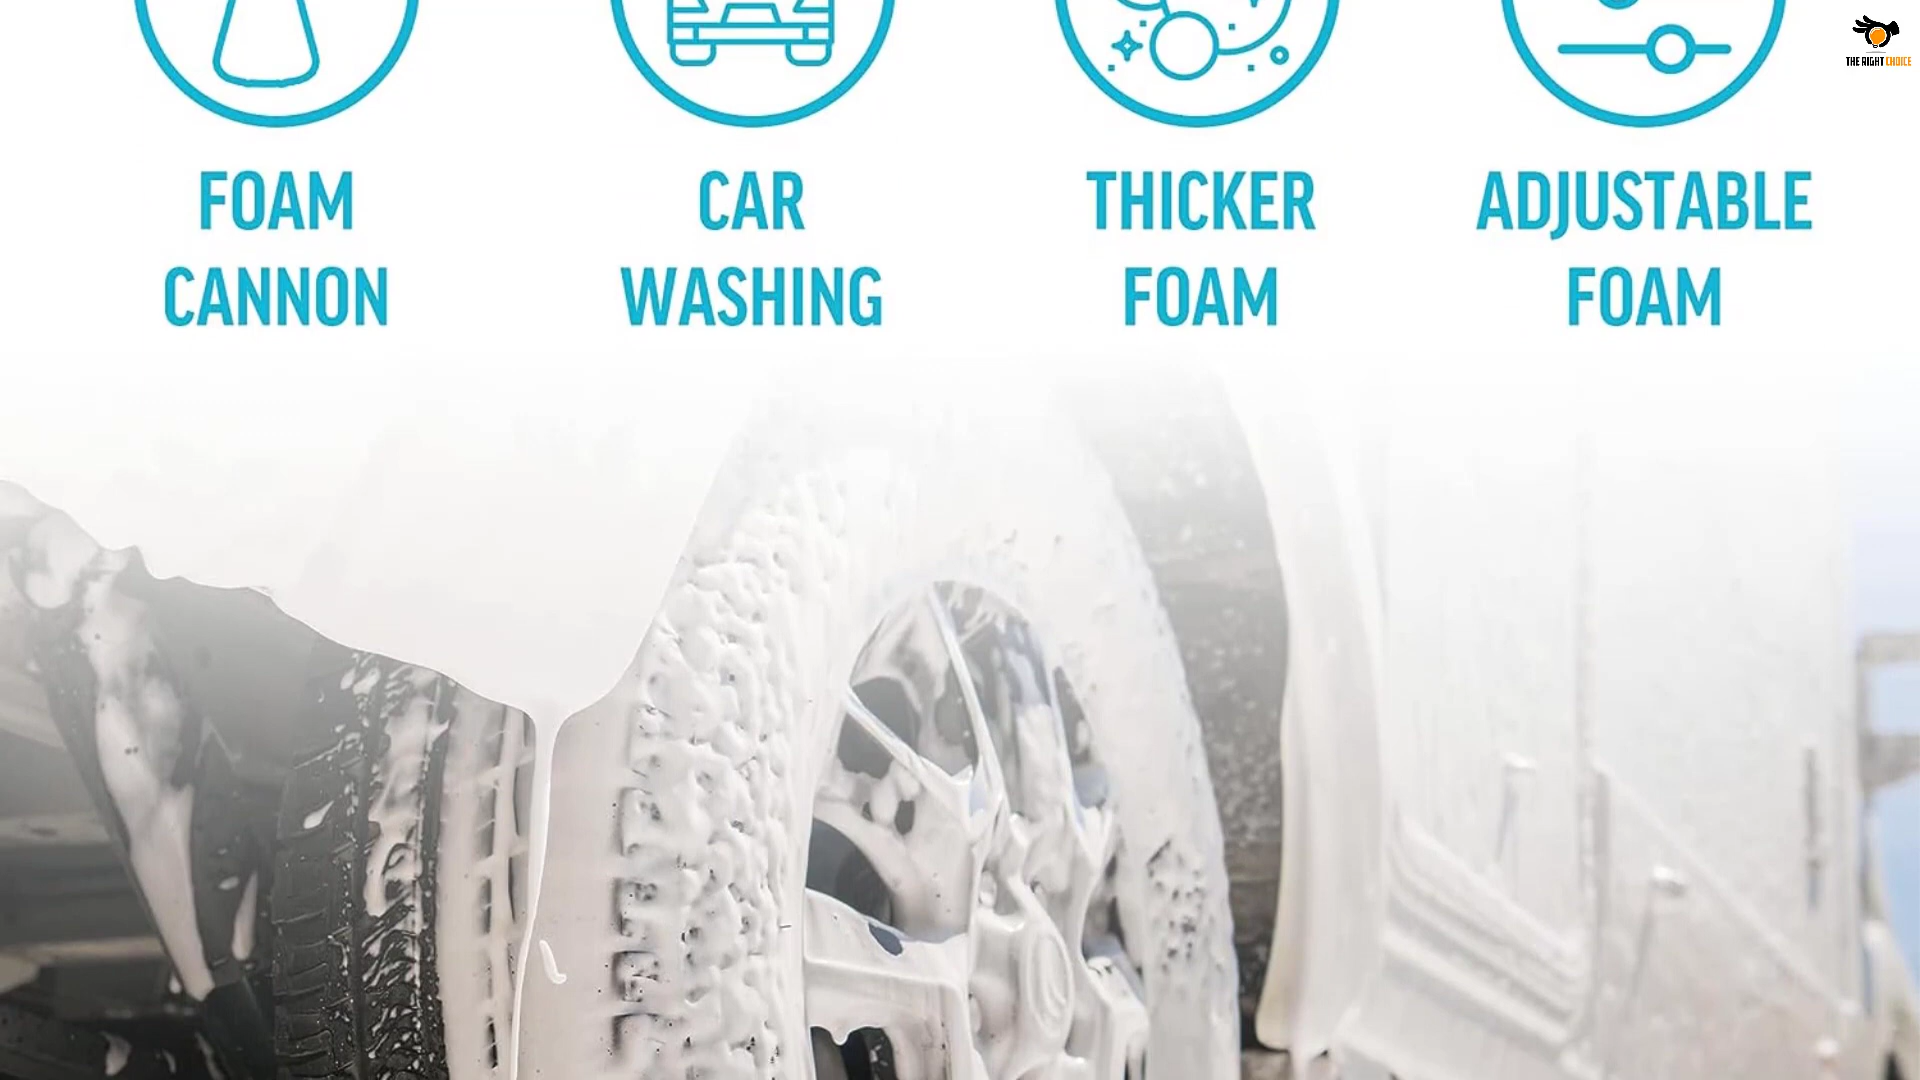 THE RIGHT CHOICE
FOAM
CANNON
CAR
WASHING
THICKER
FOAM
ADJUSTABLE
FOAM